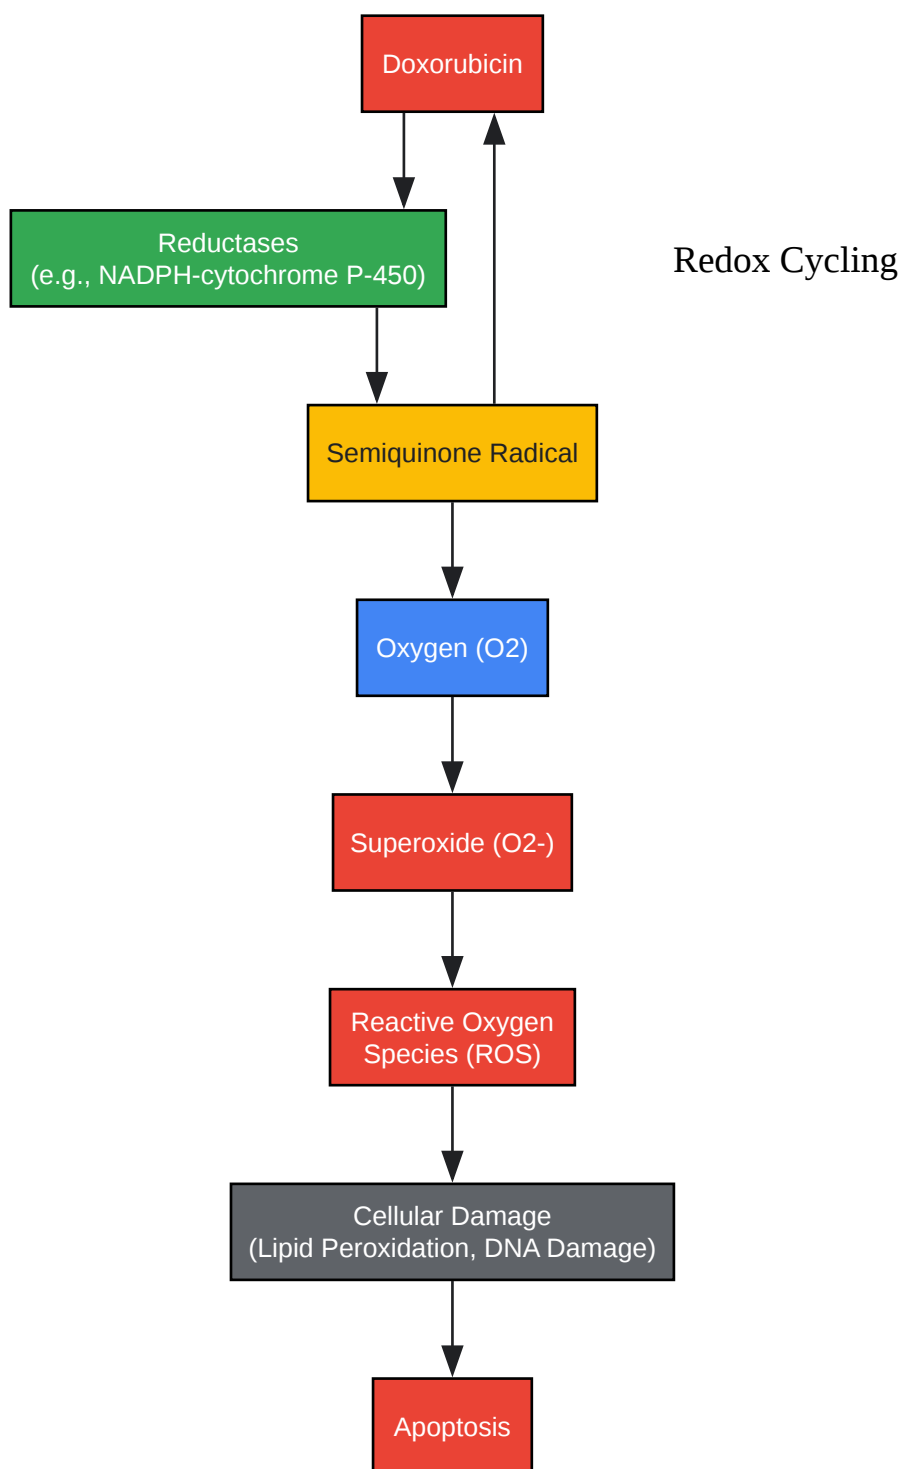 Doxorubicin
Reductases
(e.g., NADPH-cytochrome P-450)
Redox Cycling
Semiquinone Radical
Oxygen (O2)
Superoxide (O2-)
Reactive Oxygen
Species (ROS)
Cellular Damage
(Lipid Peroxidation, DNA Damage)
Apoptosis